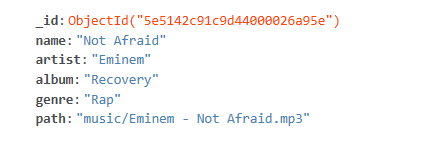 _id: ObjectId("5e5142c91c9d44000026a95e")
name: "Not Afraid"
artist: "Eminem"
album: "Recovery"
genre: "Rap"
path: "music/Eminem - Not Afraid.mp3"